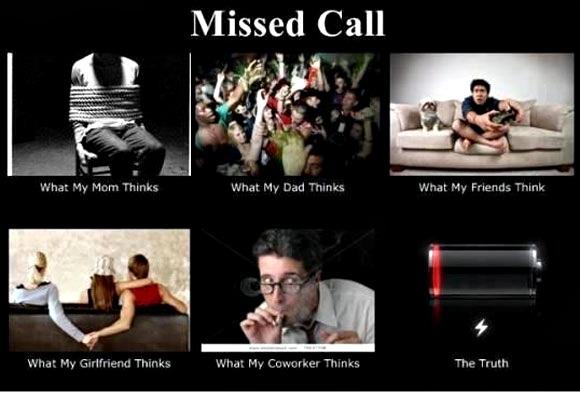 Missed Call
What My Mom Thinks
What My Dad Thinks
What My Friends Think
What My Girlfriend Thinks
What My Coworker Thinks
The Truth